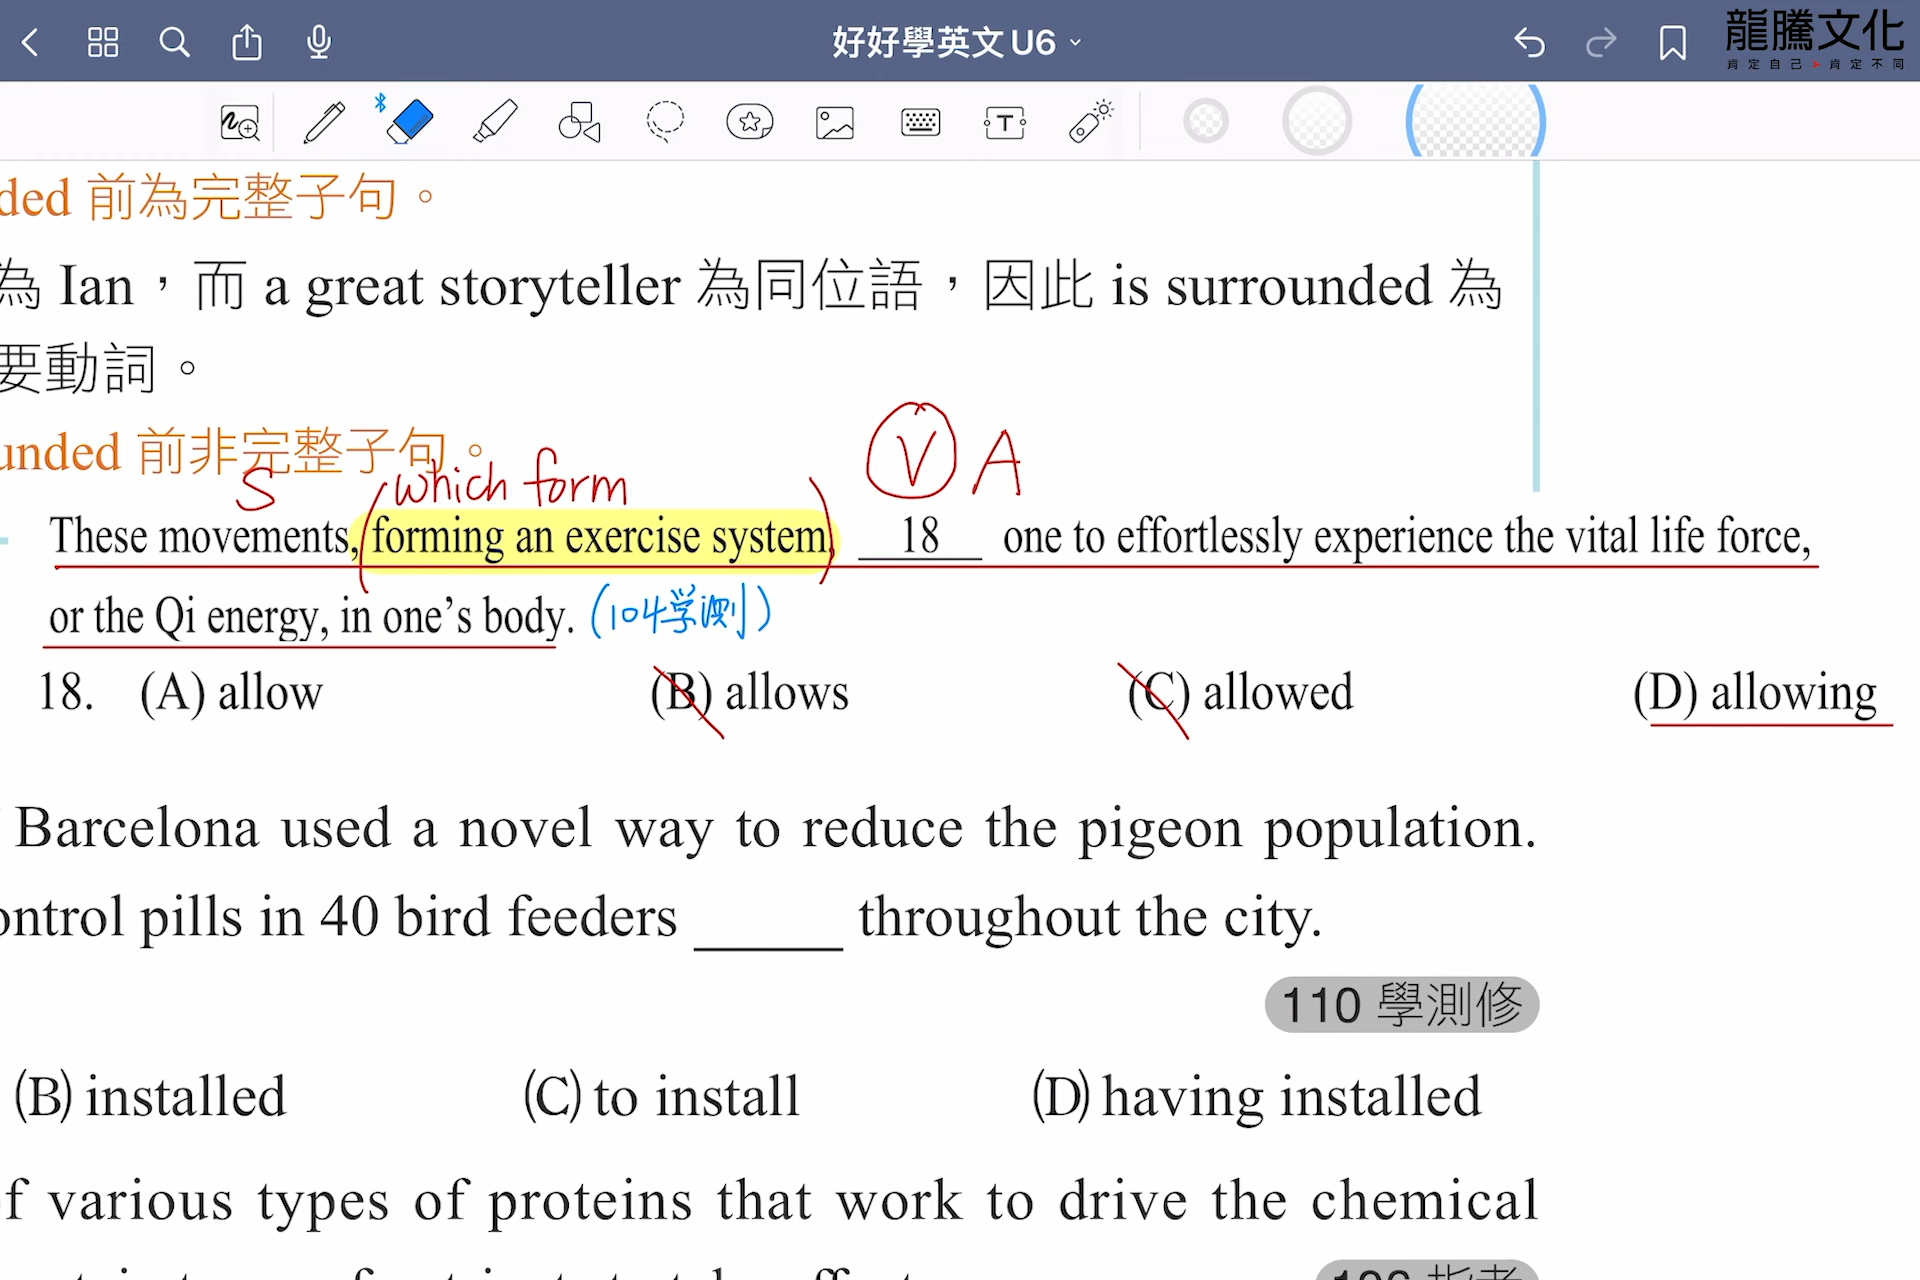 好好學英文 U6
龍騰文化
肯定自己 ➤ 肯定不同
ded 前為完整子句。
為 Ian，而 a great storyteller 為同位語，因此 is surrounded 為
要動詞。
unded 前非完整子句。
S (which form) V A
These movements, forming an exercise system, 18 one to effortlessly experience the vital life force,
or the Qi energy, in one's body. (104学測)
18. (A) allow (B) allows (C) allowed (D) allowing
Barcelona used a novel way to reduce the pigeon population.
ontrol pills in 40 bird feeders ______ throughout the city.
110 學測修
(B) installed (C) to install (D) having installed
f various types of proteins that work to drive the chemical